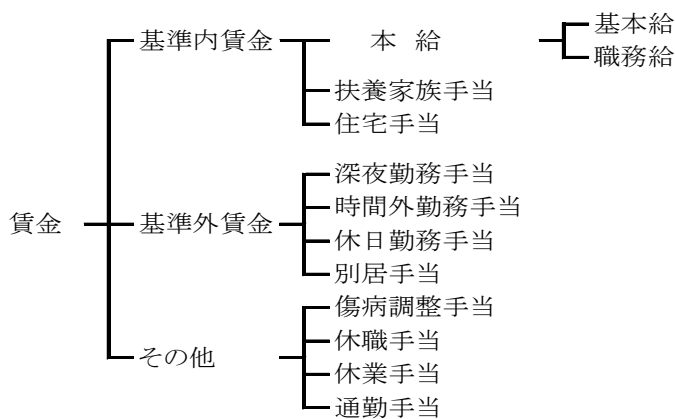 基準内賃金 本給 基本給
職務給
扶養家族手当
住宅手当
深夜勤務手当
時間外勤務手当
賃金 基準外賃金 休日勤務手当
別居手当
傷病調整手当
その他 休職手当
休業手当
通勤手当